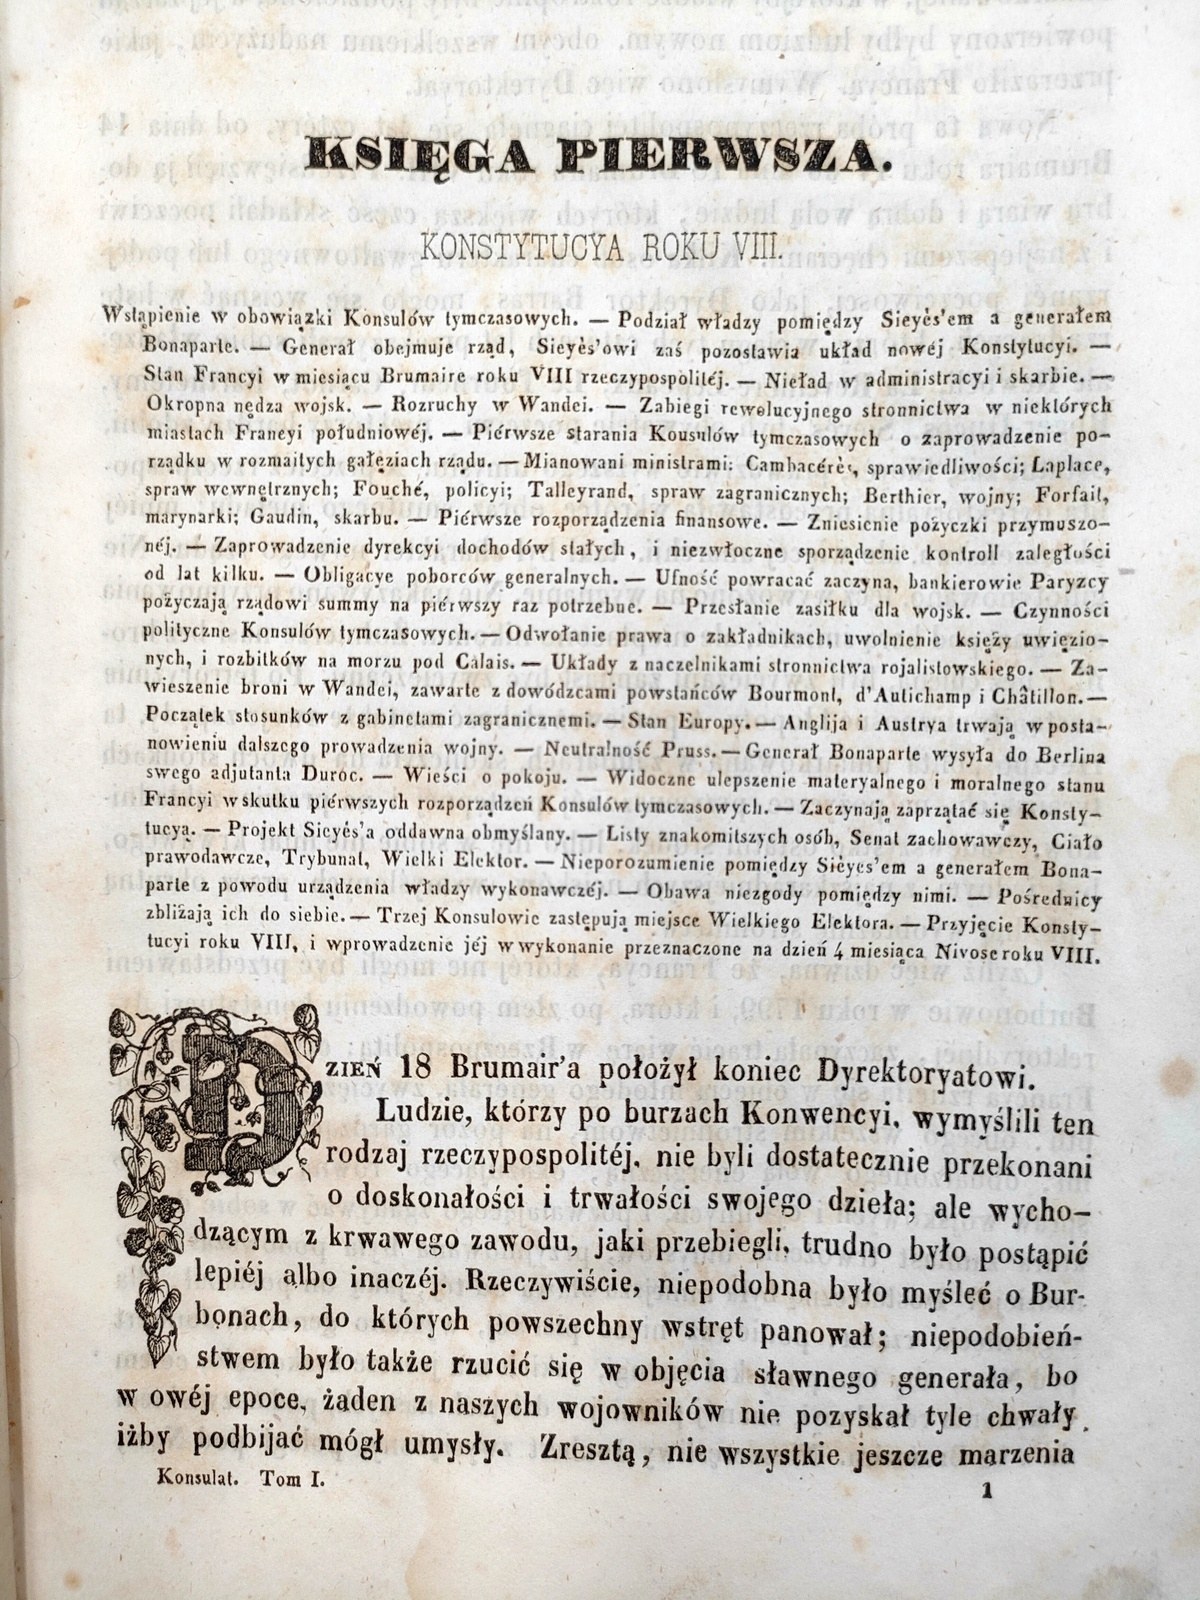 KSIĘGA PIERWSZA.
KONSTYTUCYA ROKU VIII.
Wstąpienie w obowiązki Konsulów tymczasowych. — Podział władzy pomiędzy Sieyès'em a generałem
Bonaparte. — Generał obejmuje rząd, Sieyès'owi zaś pozostawia układ nowéj Konstytucyi. —
Stan Francyi w miesiącu Brumaire roku VIII rzeczypospolitéj. — Nieład w administracyi i skarbie. —
Okropna nędza wojsk. — Rozruchy w Wandei. — Zabiegi rewolucyjnego stronnictwa w niektórych
miastach Francyi południowéj. — Piérwsze starania Kousulów tymczasowych o zaprowadzenie po-
rządku w rozmaitych gałęziach rządu. — Mianowani ministrami: Cambacérès, sprawiedliwości; Laplace,
spraw wewnętrznych; Fouché, policyi; Talleyrand, spraw zagranicznych; Berthier, wojny; Forfait,
marynarki; Gaudin, skarbu. — Piérwsze rozporządzenia finansowe. — Zniesienie pożyczki przymuszo-
néj. — Zaprowadzenie dyrekcyi dochodów stałych, i niezwłoczne sporządzenie kontroll zaległości
od lat kilku. — Obligacye poborców generalnych. — Ufność powracać zaczyna, bankierowie Paryzcy
pożyczają rządowi summy na piérwszy raz potrzebne. — Przesłanie zasiłku dla wojsk. — Czynności
polityczne Konsulów tymczasowych. — Odwołanie prawa o zakładnikach, uwolnienie księży uwięzio-
nych, i rozbitków na morzu pod Calais. — Układy z naczelnikami stronnictwa rojalistowskiego. — Za-
wieszenie broni w Wandei, zawarte z dowódzcami powstańców Bourmont, d'Autichamp i Châtillon. —
Początek stosunków z gabinetami zagranicznemi. — Stan Europy. — Anglija i Austrya trwają w posta-
nowieniu dalszego prowadzenia wojny. — Neutralność Pruss. — Generał Bonaparte wysyła do Berlina
swego adjutanta Duroc. — Wieści o pokoju. — Widoczne ulepszenie materyalnego i moralnego stanu
Francyi w skutku piérwszych rozporządzeń Konsulów tymczasowych. — Zaczynają zaprzątać się Konsty-
tucyą. — Projekt Sieyés'a oddawna obmyślany. — Listy znakomitszych osób, Senat zachowawczy, Ciało
prawodawcze, Trybunat, Wielki Elektor. — Nieporozumienie pomiędzy Siéyes'em a generałem Bona-
parte z powodu urządzenia władzy wykonawczéj. — Obawa niezgody pomiędzy nimi. — Pośrednicy
zbliżają ich do siebie. — Trzej Konsulowie zastępują miejsce Wielkiego Elektora. — Przyjęcie Konsty-
tucyi roku VIII, i wprowadzenie jéj w wykonanie przeznaczone na dzień 4 miesiąca Nivose roku VIII.
DZIEŃ 18 Brumair'a położył koniec Dyrektoryatowi.
Ludzie, którzy po burzach Konwencyi, wymyślili ten
rodzaj rzeczypospolitéj, nie byli dostatecznie przekonani
o doskonałości i trwałości swojego dzieła; ale wycho-
dzącym z krwawego zawodu, jaki przebiegli, trudno było postąpić
lepiéj albo inaczéj. Rzeczywiście, niepodobna było myśleć o Bur-
bonach, do których powszechny wstręt panował; niepodobień-
stwem było także rzucić się w objęcia sławnego generała, bo
w owéj epoce, żaden z naszych wojowników nie pozyskał tyle chwały,
iżby podbijać mógł umysły. Zresztą, nie wszystkie jeszcze marzenia
Konsulat. Tom I.
1